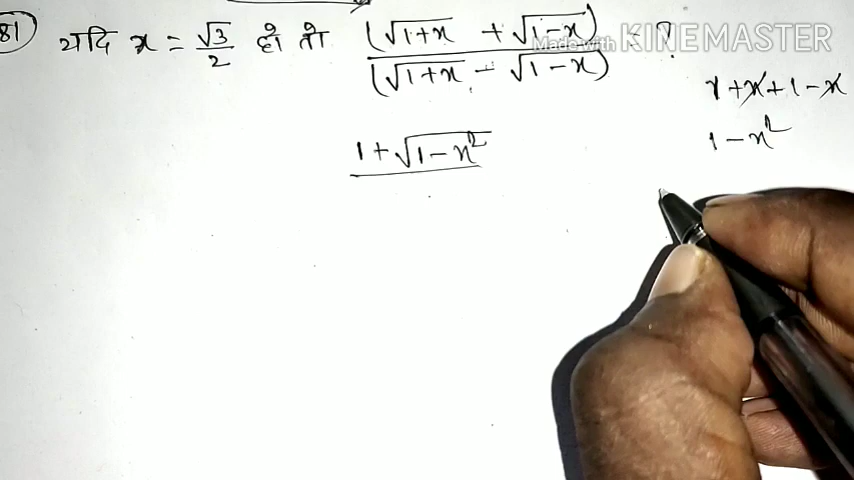 81) यदि x = √3/2 हो तो (√1+x + √1-x) / (√1+x - √1-x) = ?
Made with KINEMASTER
1+x+1-x
1-x²
1+√1-x²